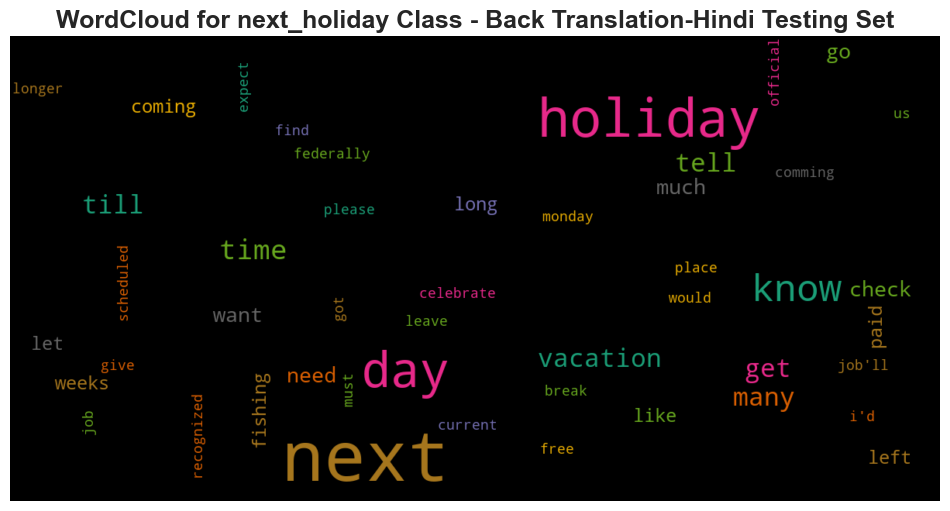 WordCloud for next_holiday Class - Back Translation-Hindi Testing Set
longer
coming
expect
find
federally
holiday
official
go
us
tell
much
comming
till
please
long
monday
time
scheduled
place
know
check
would
celebrate
want
got
leave
paid
let
give
weeks
need
day
vacation
get
job'll
must
break
many
job
recognized
fishing
like
i'd
current
next
free
left